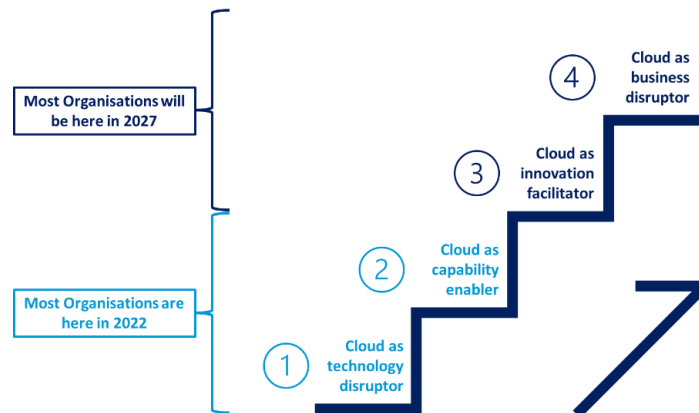 4
Cloud as
business
disruptor
Most Organisations will
be here in 2027
3
Cloud as
innovation
facilitator
2
Cloud as
capability
enabler
Most Organisations are
here in 2022
1
Cloud as
technology
disruptor